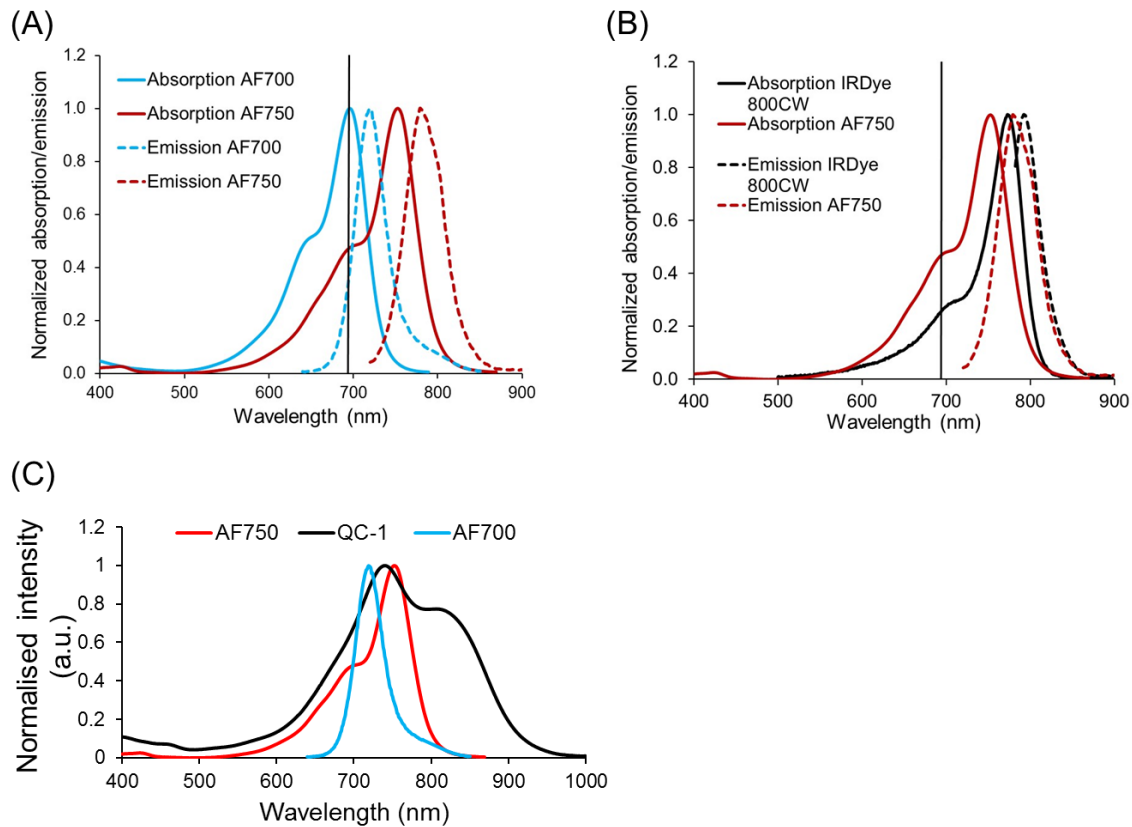 (A)
1.2
1.0
0.8
0.6
0.4
0.2
0.0
Normalized absorption/emission
Absorption AF700
Absorption AF750
Emission AF700
Emission AF750
400 500 600 700 800 900
Wavelength (nm)
(B)
1.2
1.0
0.8
0.6
0.4
0.2
0.0
Normalized absorption/emission
Absorption IRDye
800CW
Absorption AF750
Emission IRDye
800CW
Emission AF750
400 500 600 700 800 900
Wavelength (nm)
(C)
1.2
1
0.8
0.6
0.4
0.2
0
Normalised intensity
(a.u.)
AF750 QC-1 AF700
400 500 600 700 800 900 1000
Wavelength (nm)